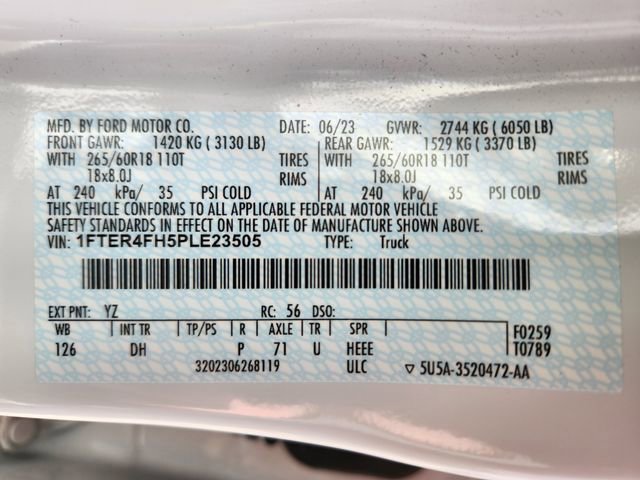 MFD. BY FORD MOTOR CO. DATE: 06/23 GVWR: 2744 KG ( 6050 LB)
FRONT GAWR: 1420 KG ( 3130 LB) REAR GAWR: 1529 KG ( 3370 LB)
WITH 265/60R18 110T TIRES WITH 265/60R18 110T TIRES
18x8.0J RIMS 18x8.0J RIMS
AT 240 kPa/ 35 PSI COLD AT 240 kPa/ 35 PSI COLD
THIS VEHICLE CONFORMS TO ALL APPLICABLE FEDERAL MOTOR VEHICLE
SAFETY STANDARDS IN EFFECT ON THE DATE OF MANUFACTURE SHOWN ABOVE.
VIN: 1FTER4FH5PLE23505 TYPE: Truck
EXT PNT: YZ RC: 56 DSO:
WB INT TR TP/PS R AXLE TR SPR F0259
126 DH P 71 U HEEE T0789
3202306268119 ULC ▽ 5U5A-3520472-AA